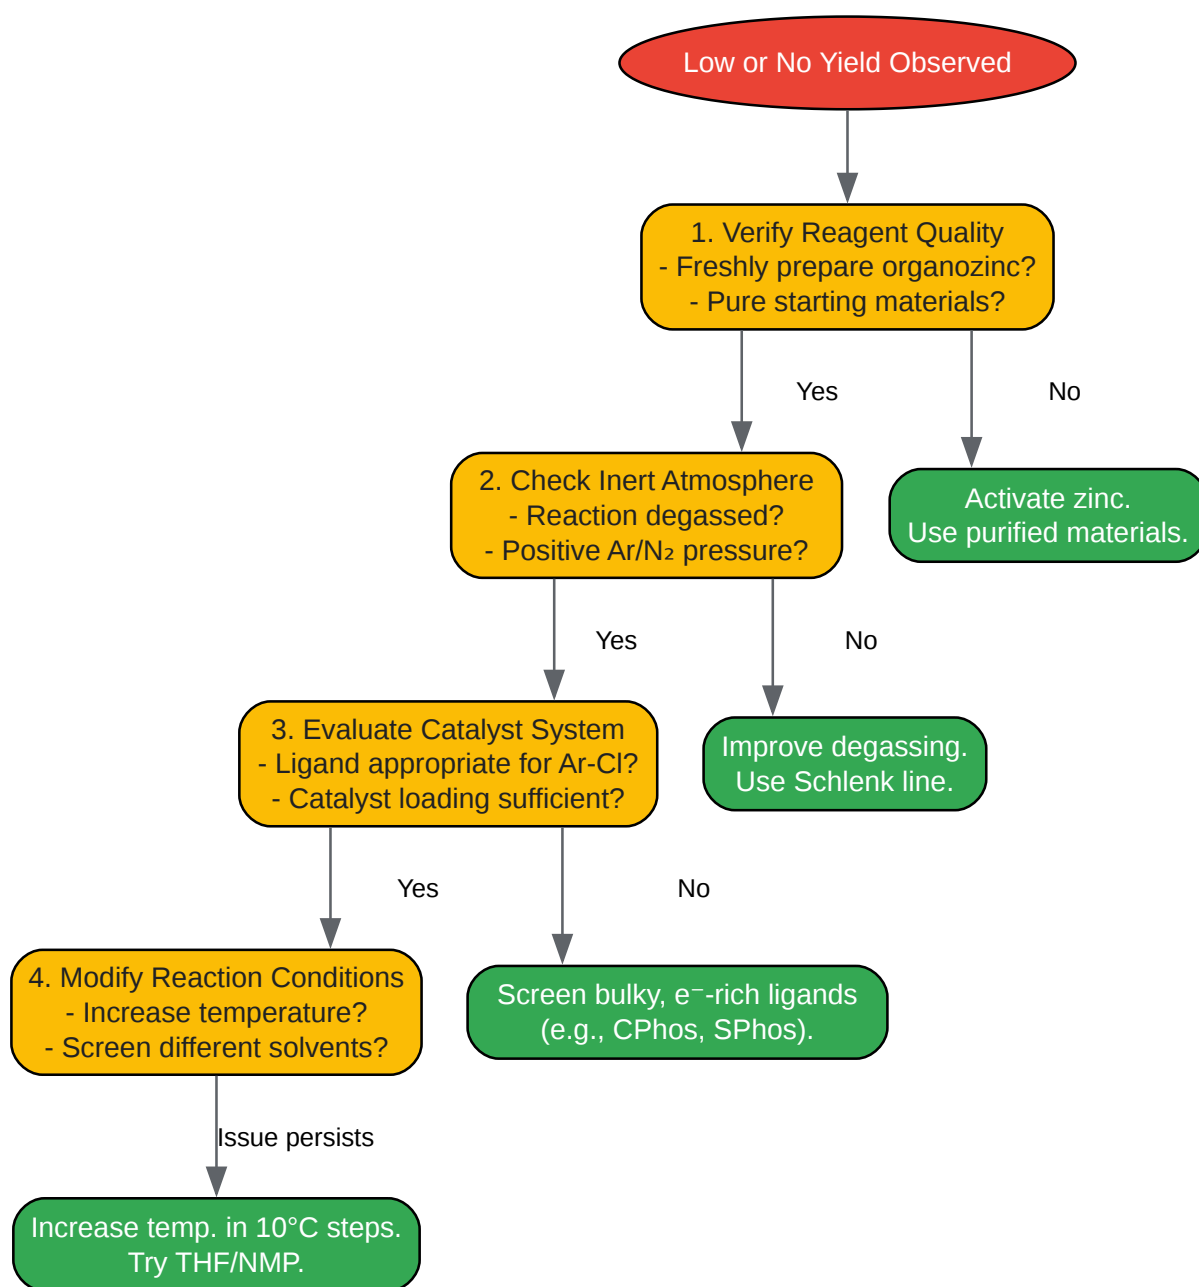 Low or No Yield Observed
1. Verify Reagent Quality
- Freshly prepare organozinc?
- Pure starting materials?
Yes
No
2. Check Inert Atmosphere
- Reaction degassed?
- Positive Ar/N₂ pressure?
Activate zinc.
Use purified materials.
Yes
No
3. Evaluate Catalyst System
- Ligand appropriate for Ar-Cl?
- Catalyst loading sufficient?
Improve degassing.
Use Schlenk line.
Yes
No
4. Modify Reaction Conditions
- Increase temperature?
- Screen different solvents?
Screen bulky, e⁻-rich ligands
(e.g., CPhos, SPhos).
Issue persists
Increase temp. in 10°C steps.
Try THF/NMP.